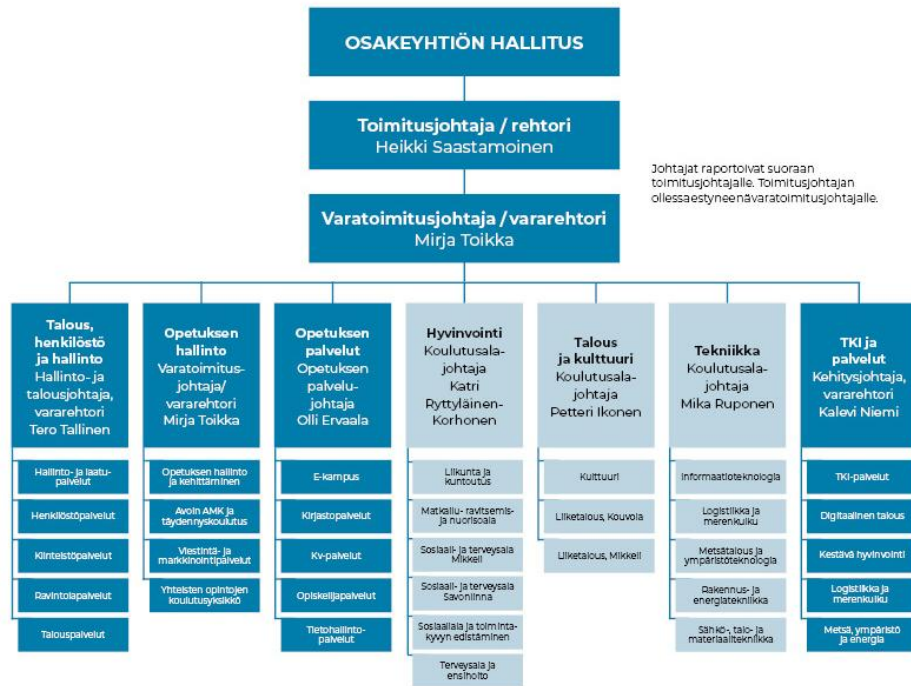 OSAKEYHTIÖN HALLITUS
Toimitusjohtaja / rehtori
Heikki Saastamoinen
Johtajat raportoivat suoraan
toimitusjohtajalle. Toimitusjohtajan
ollessaestyneenävaratoimitusjohtajalle.
Varatoimitusjohtaja / vararehtori
Mirja Toikka
Talous,
henkilöstö
ja hallinto
Hallinto- ja
talousjohtaja,
vararehtori
Tero Tallinen
Hallinto- ja laatu-
palvelut
Henkilöstöpalvelut
Kiinteistöpalvelut
Ravintolapalvelut
Talouspalvelut
Opetuksen
hallinto
Varatoimitus-
johtaja/
vararehtori
Mirja Toikka
Opetuksen hallinto
ja kehittäminen
Avoin AMK ja
täydennyskoulutus
Viestintä- ja
markkinointipalvelut
Yhteisten opintojen
koulutusyksikkö
Opetuksen
palvelut
Opetuksen
palvelu-
johtaja
Olli Ervaala
E-kampus
Kirjastopalvelut
Kv-palvelut
Opiskelijapalvelut
Tietohallinto-
palvelut
Hyvinvointi
Koulutusala-
johtaja
Katri
Ryttyläinen-
Korhonen
Liikunta ja
kuntoutus
Matkailu- ravitsemis-
ja nuorisoala
Sosiaali- ja terveysala
Mikkeli
Sosiaali- ja terveysala
Savonlinna
Sosiaaliala ja toiminta-
kyvyn edistäminen
Terveysala ja
ensihoito
Talous
ja kulttuuri
Koulutusala-
johtaja
Petteri Ikonen
Kulttuuri
Liiketalous, Kouvola
Liiketalous, Mikkeli
Tekniikka
Koulutusala-
johtaja
Mika Ruponen
Informaatioteknologia
Logistiikka ja
merenkulku
Metsätalous ja
ympäristöteknologia
Rakennus- ja
energiatekniikka
Sähkö-, talo- ja
materiaalitekniikka
TKI ja
palvelut
Kehitysjohtaja,
vararehtori
Kalevi Niemi
TKI-palvelut
Digitaalinen talous
Kestävä hyvinvointi
Logistiikka ja
merenkulku
Metsä, ympäristö
ja energia